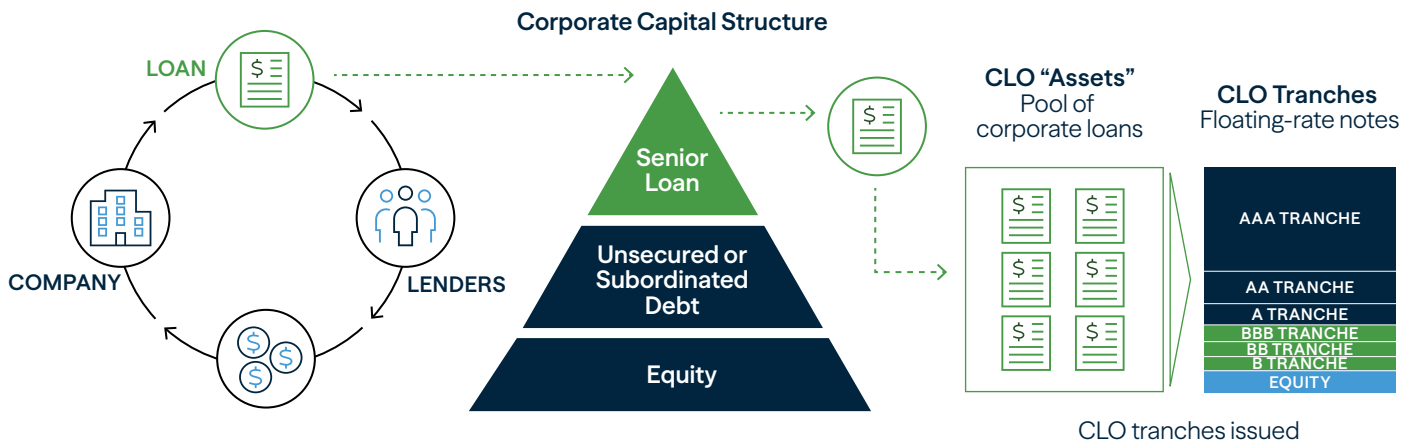 Corporate Capital Structure
LOAN
$
COMPANY
LENDERS
$
$
$
Senior
Loan
Unsecured or
Subordinated
Debt
Equity
$
CLO “Assets”
Pool of
corporate loans
$ $
$ $
$ $
CLO Tranches
Floating-rate notes
AAA TRANCHE
AA TRANCHE
A TRANCHE
BBB TRANCHE
BB TRANCHE
B TRANCHE
EQUITY
CLO tranches issued